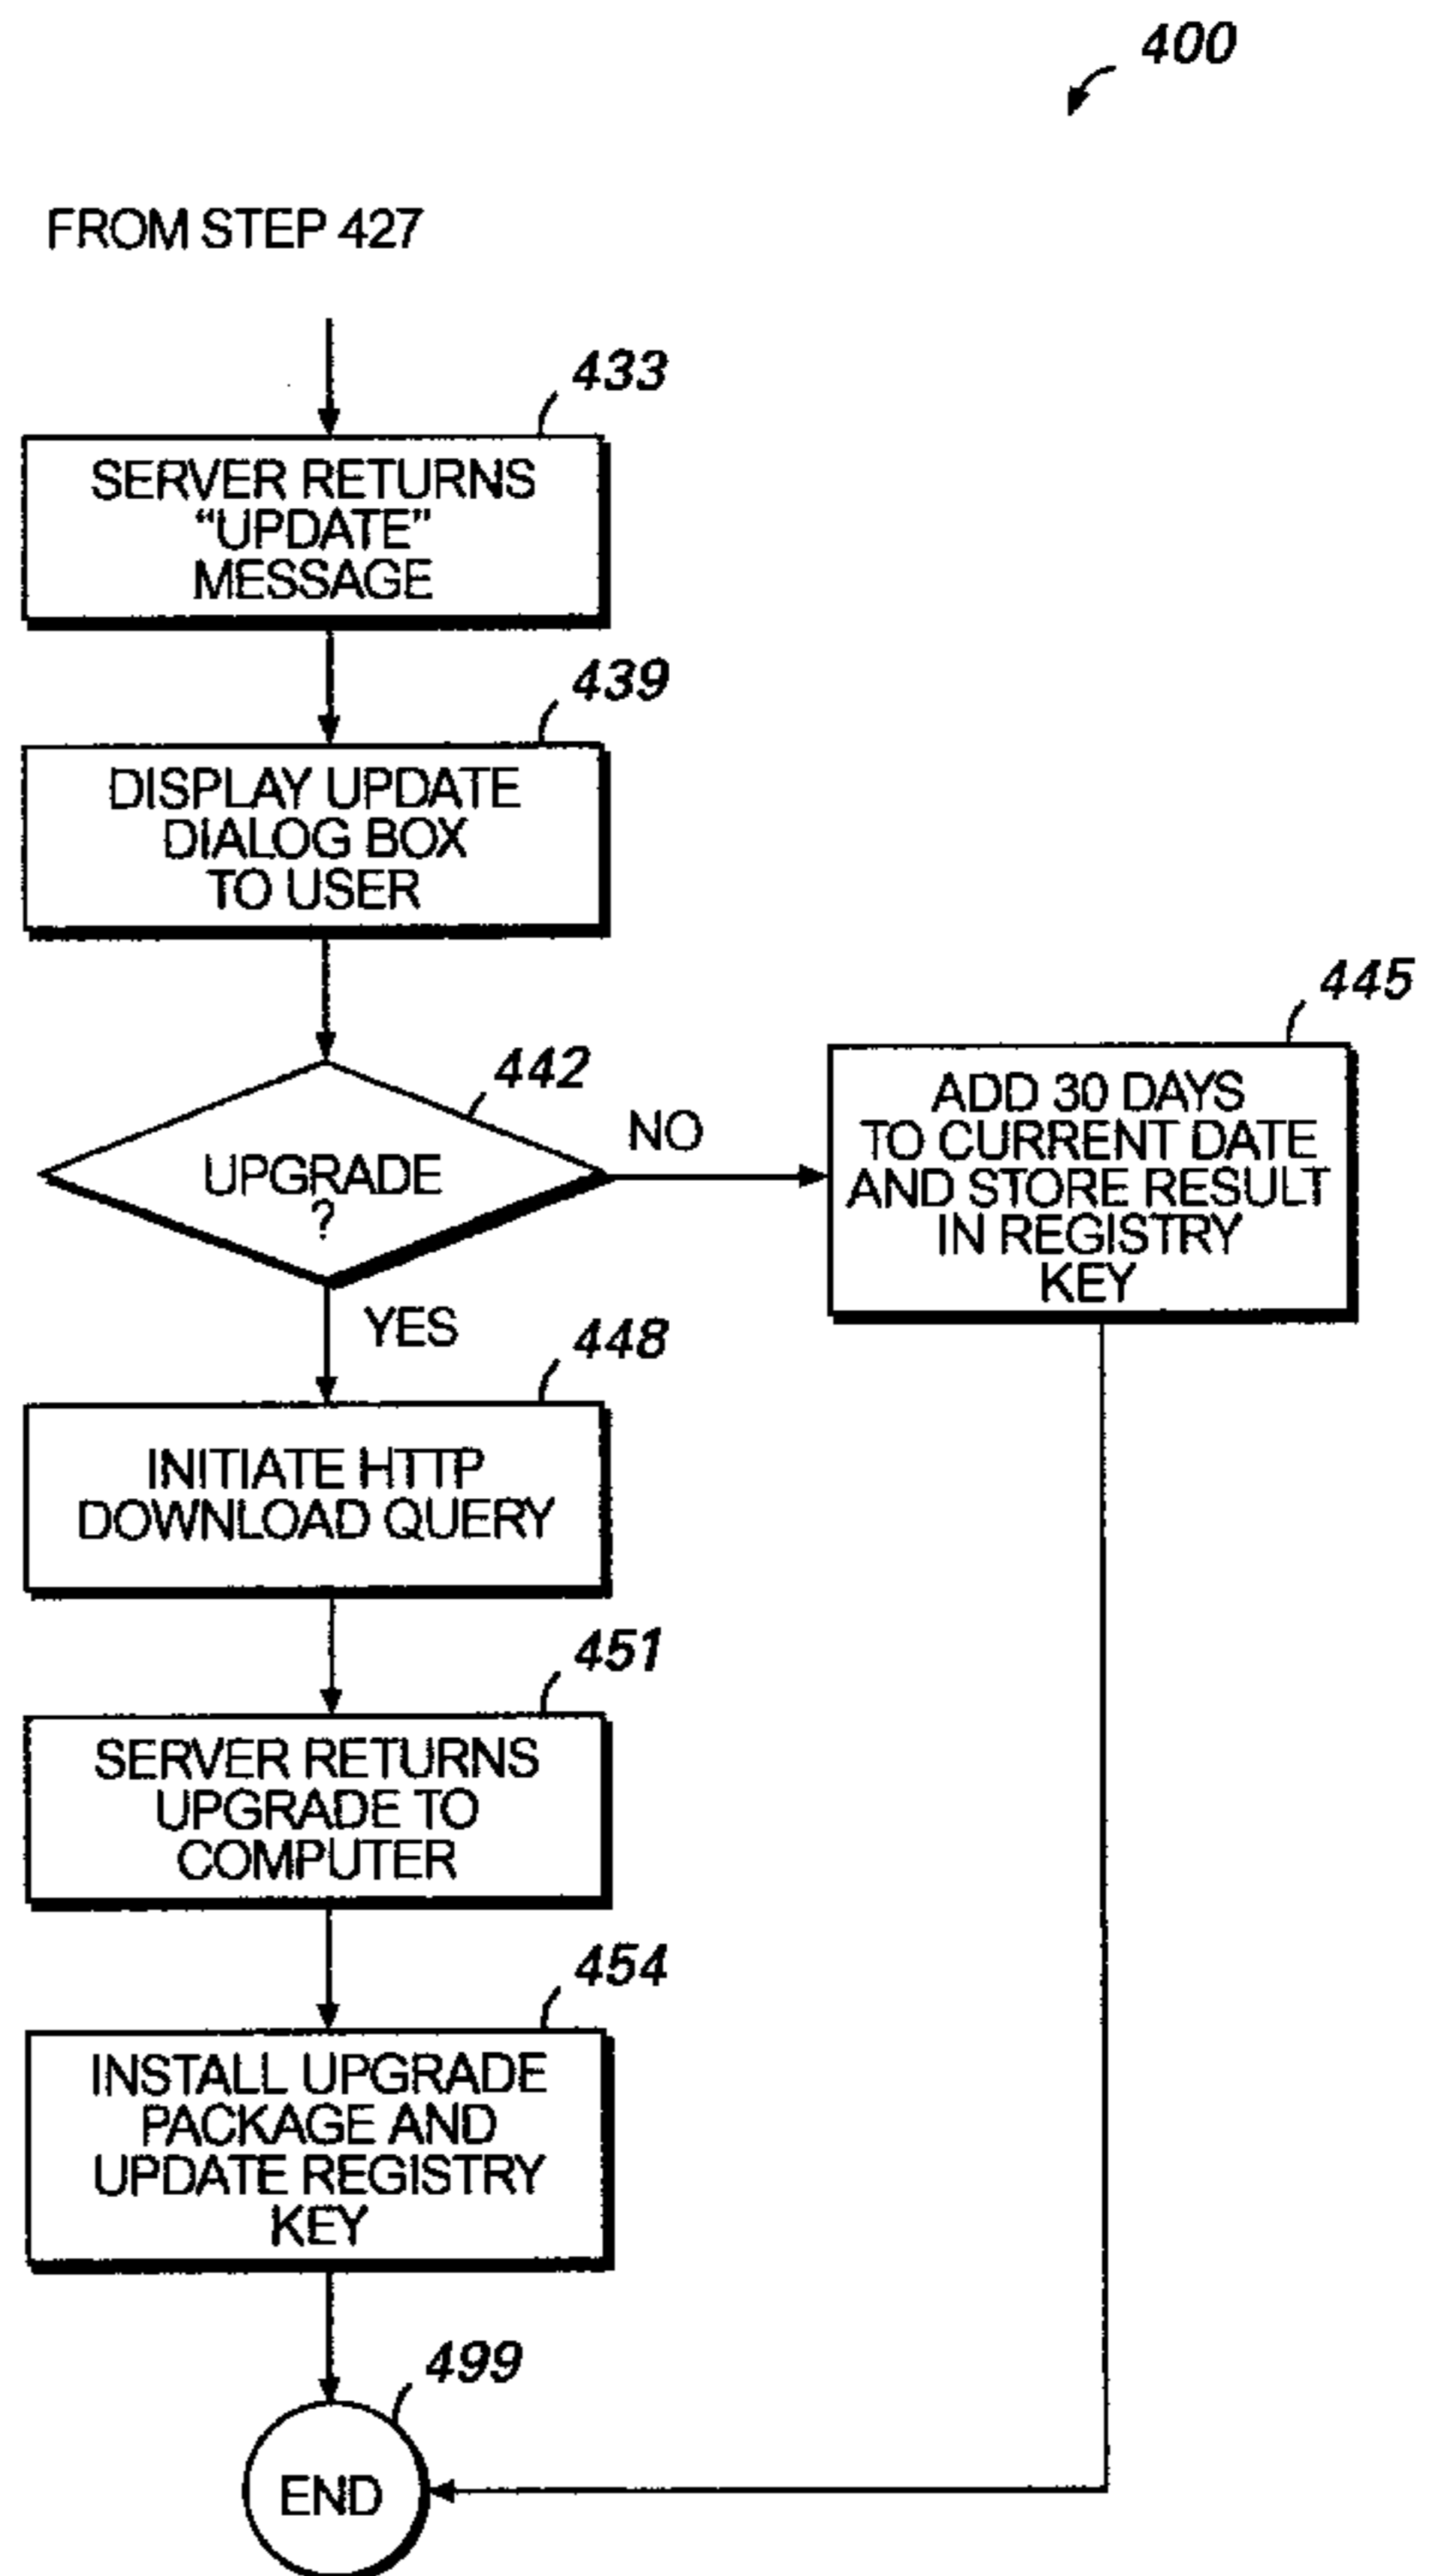 400
FROM STEP 427
433
SERVER RETURNS
“UPDATE”
MESSAGE
439
DISPLAY UPDATE
DIALOG BOX
TO USER
442
UPGRADE
?
NO
445
ADD 30 DAYS
TO CURRENT DATE
AND STORE RESULT
IN REGISTRY
KEY
YES
448
INITIATE HTTP
DOWNLOAD QUERY
451
SERVER RETURNS
UPGRADE TO
COMPUTER
454
INSTALL UPGRADE
PACKAGE AND
UPDATE REGISTRY
KEY
499
END